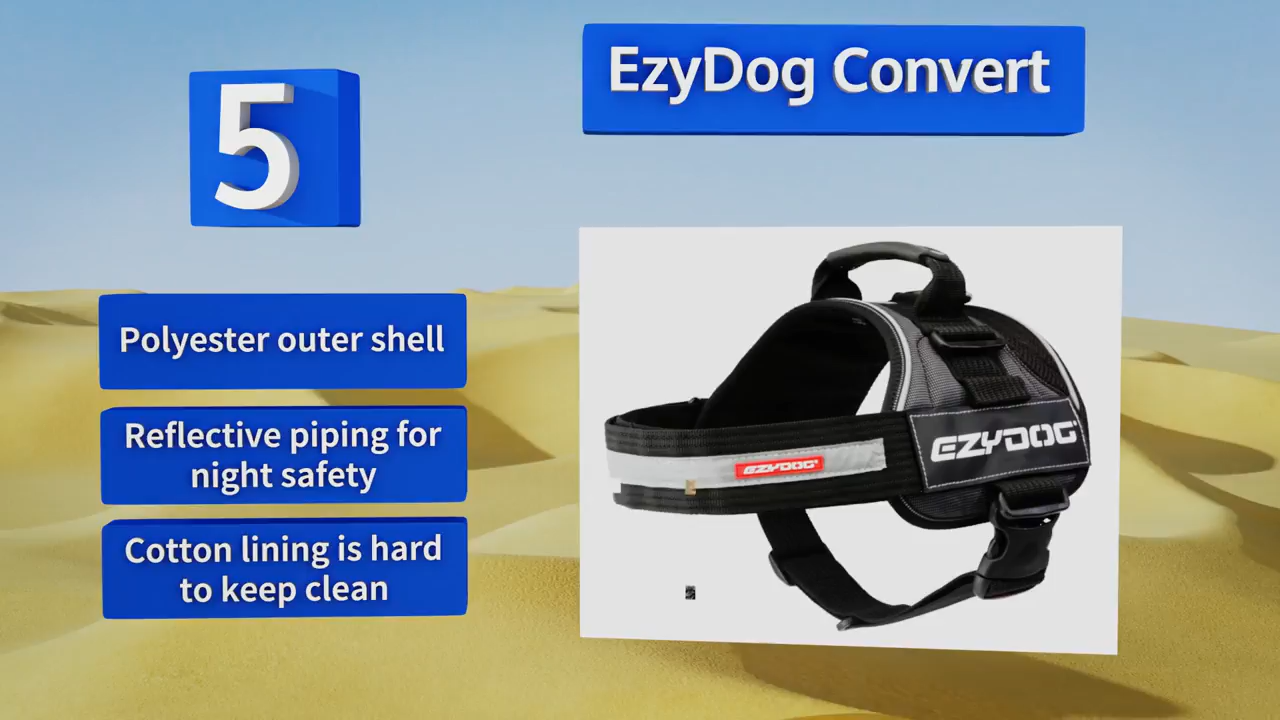 5
EzyDog Convert
Polyester outer shell
Reflective piping for
night safety
Cotton lining is hard
to keep clean
EZYDOG
EZYDOG